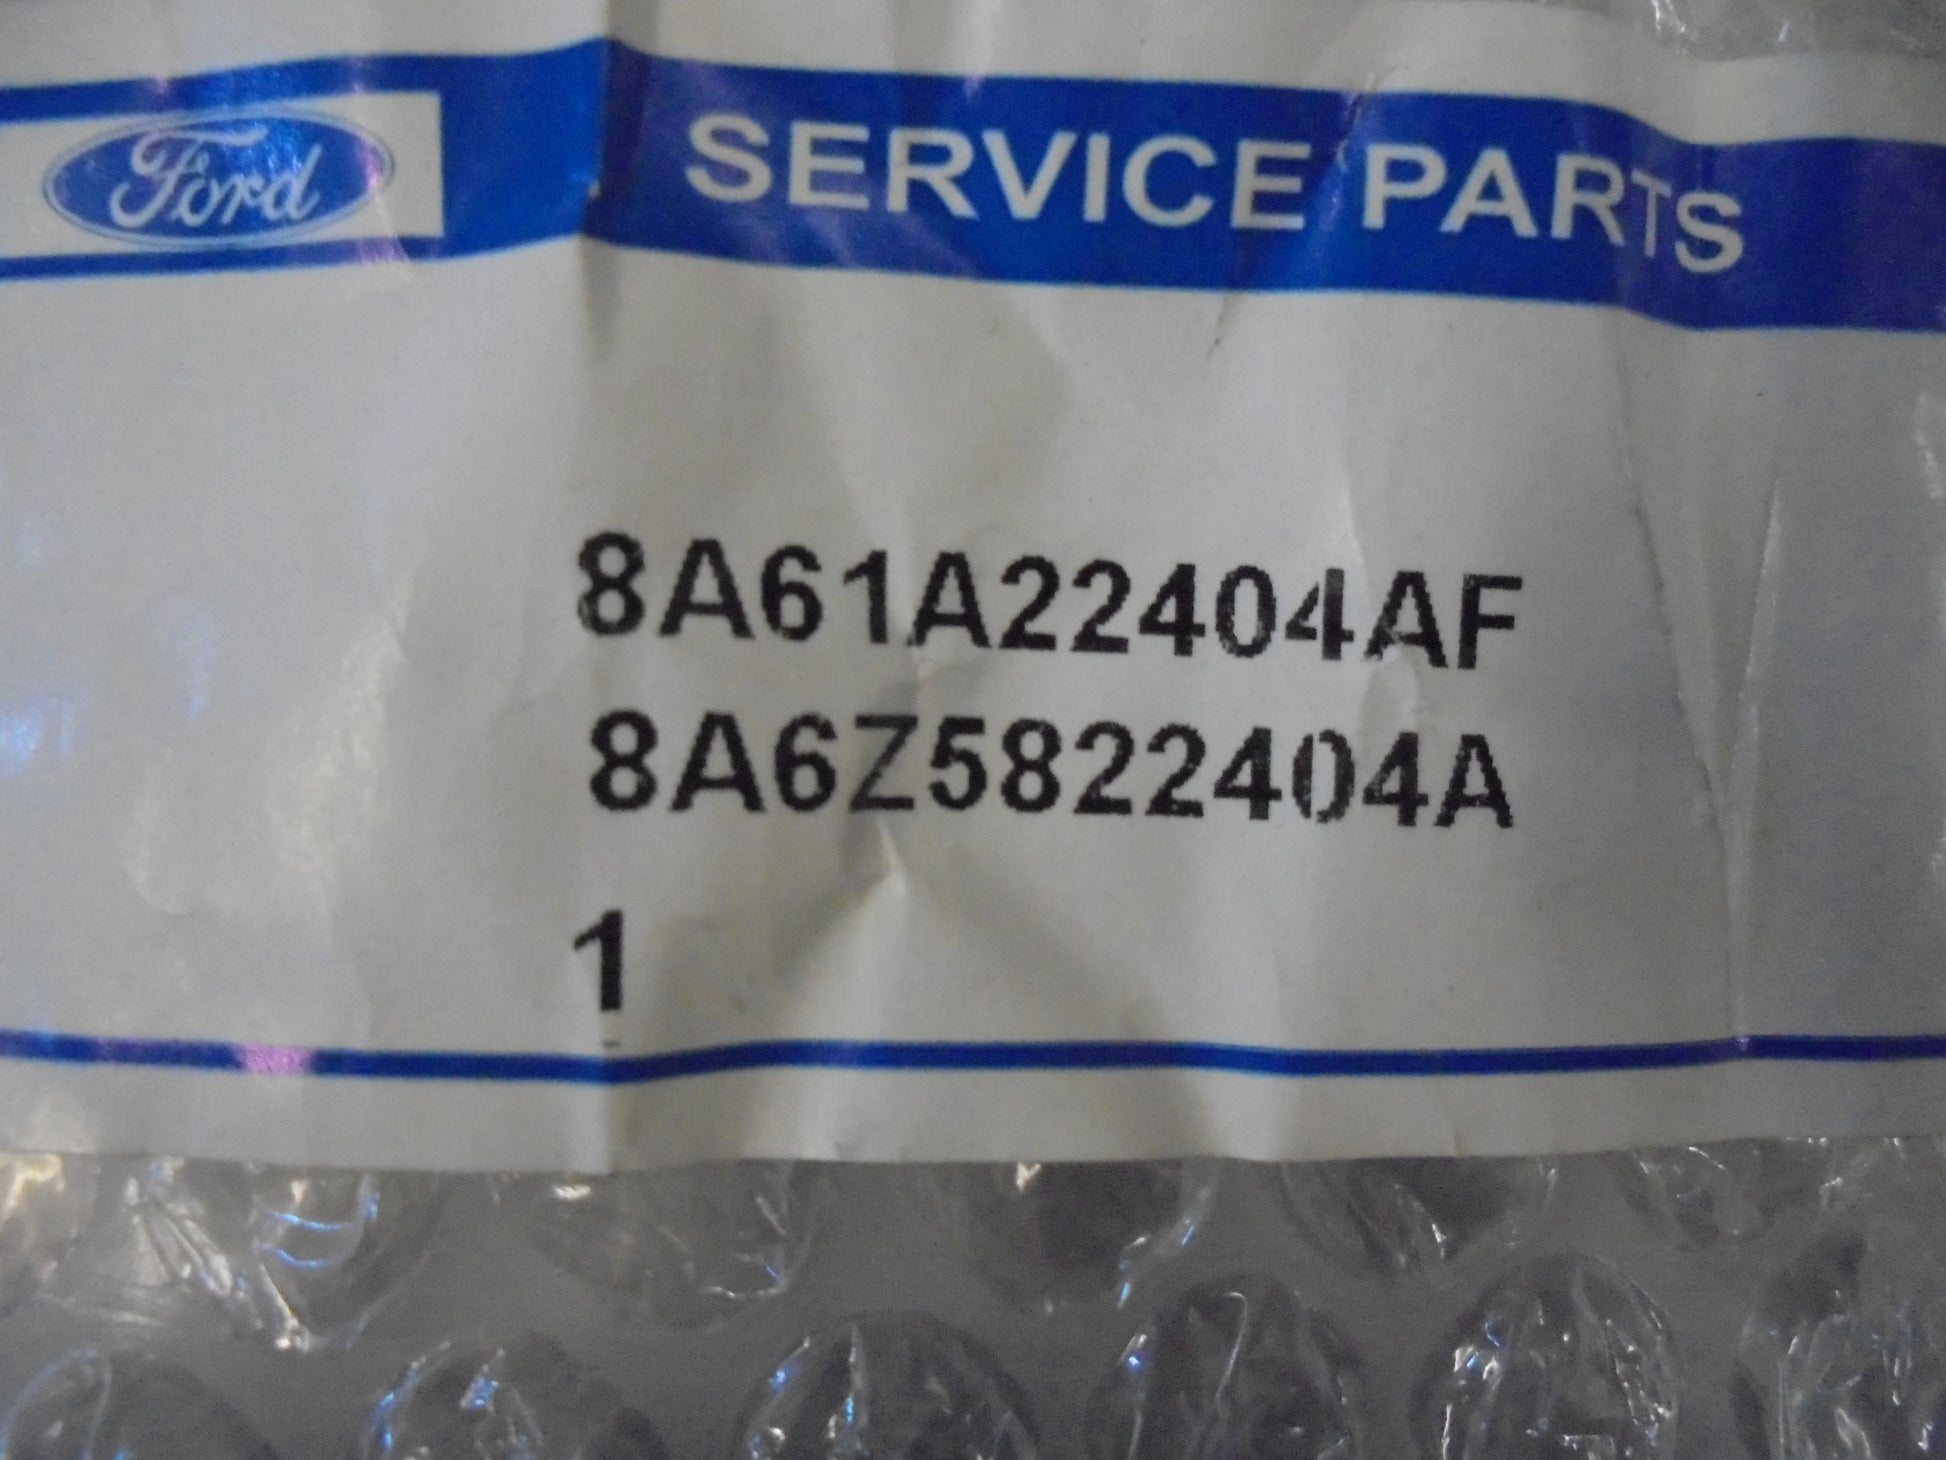 Ford SERVICE PARTS
8A61A22404AF
8A6Z5822404A
1